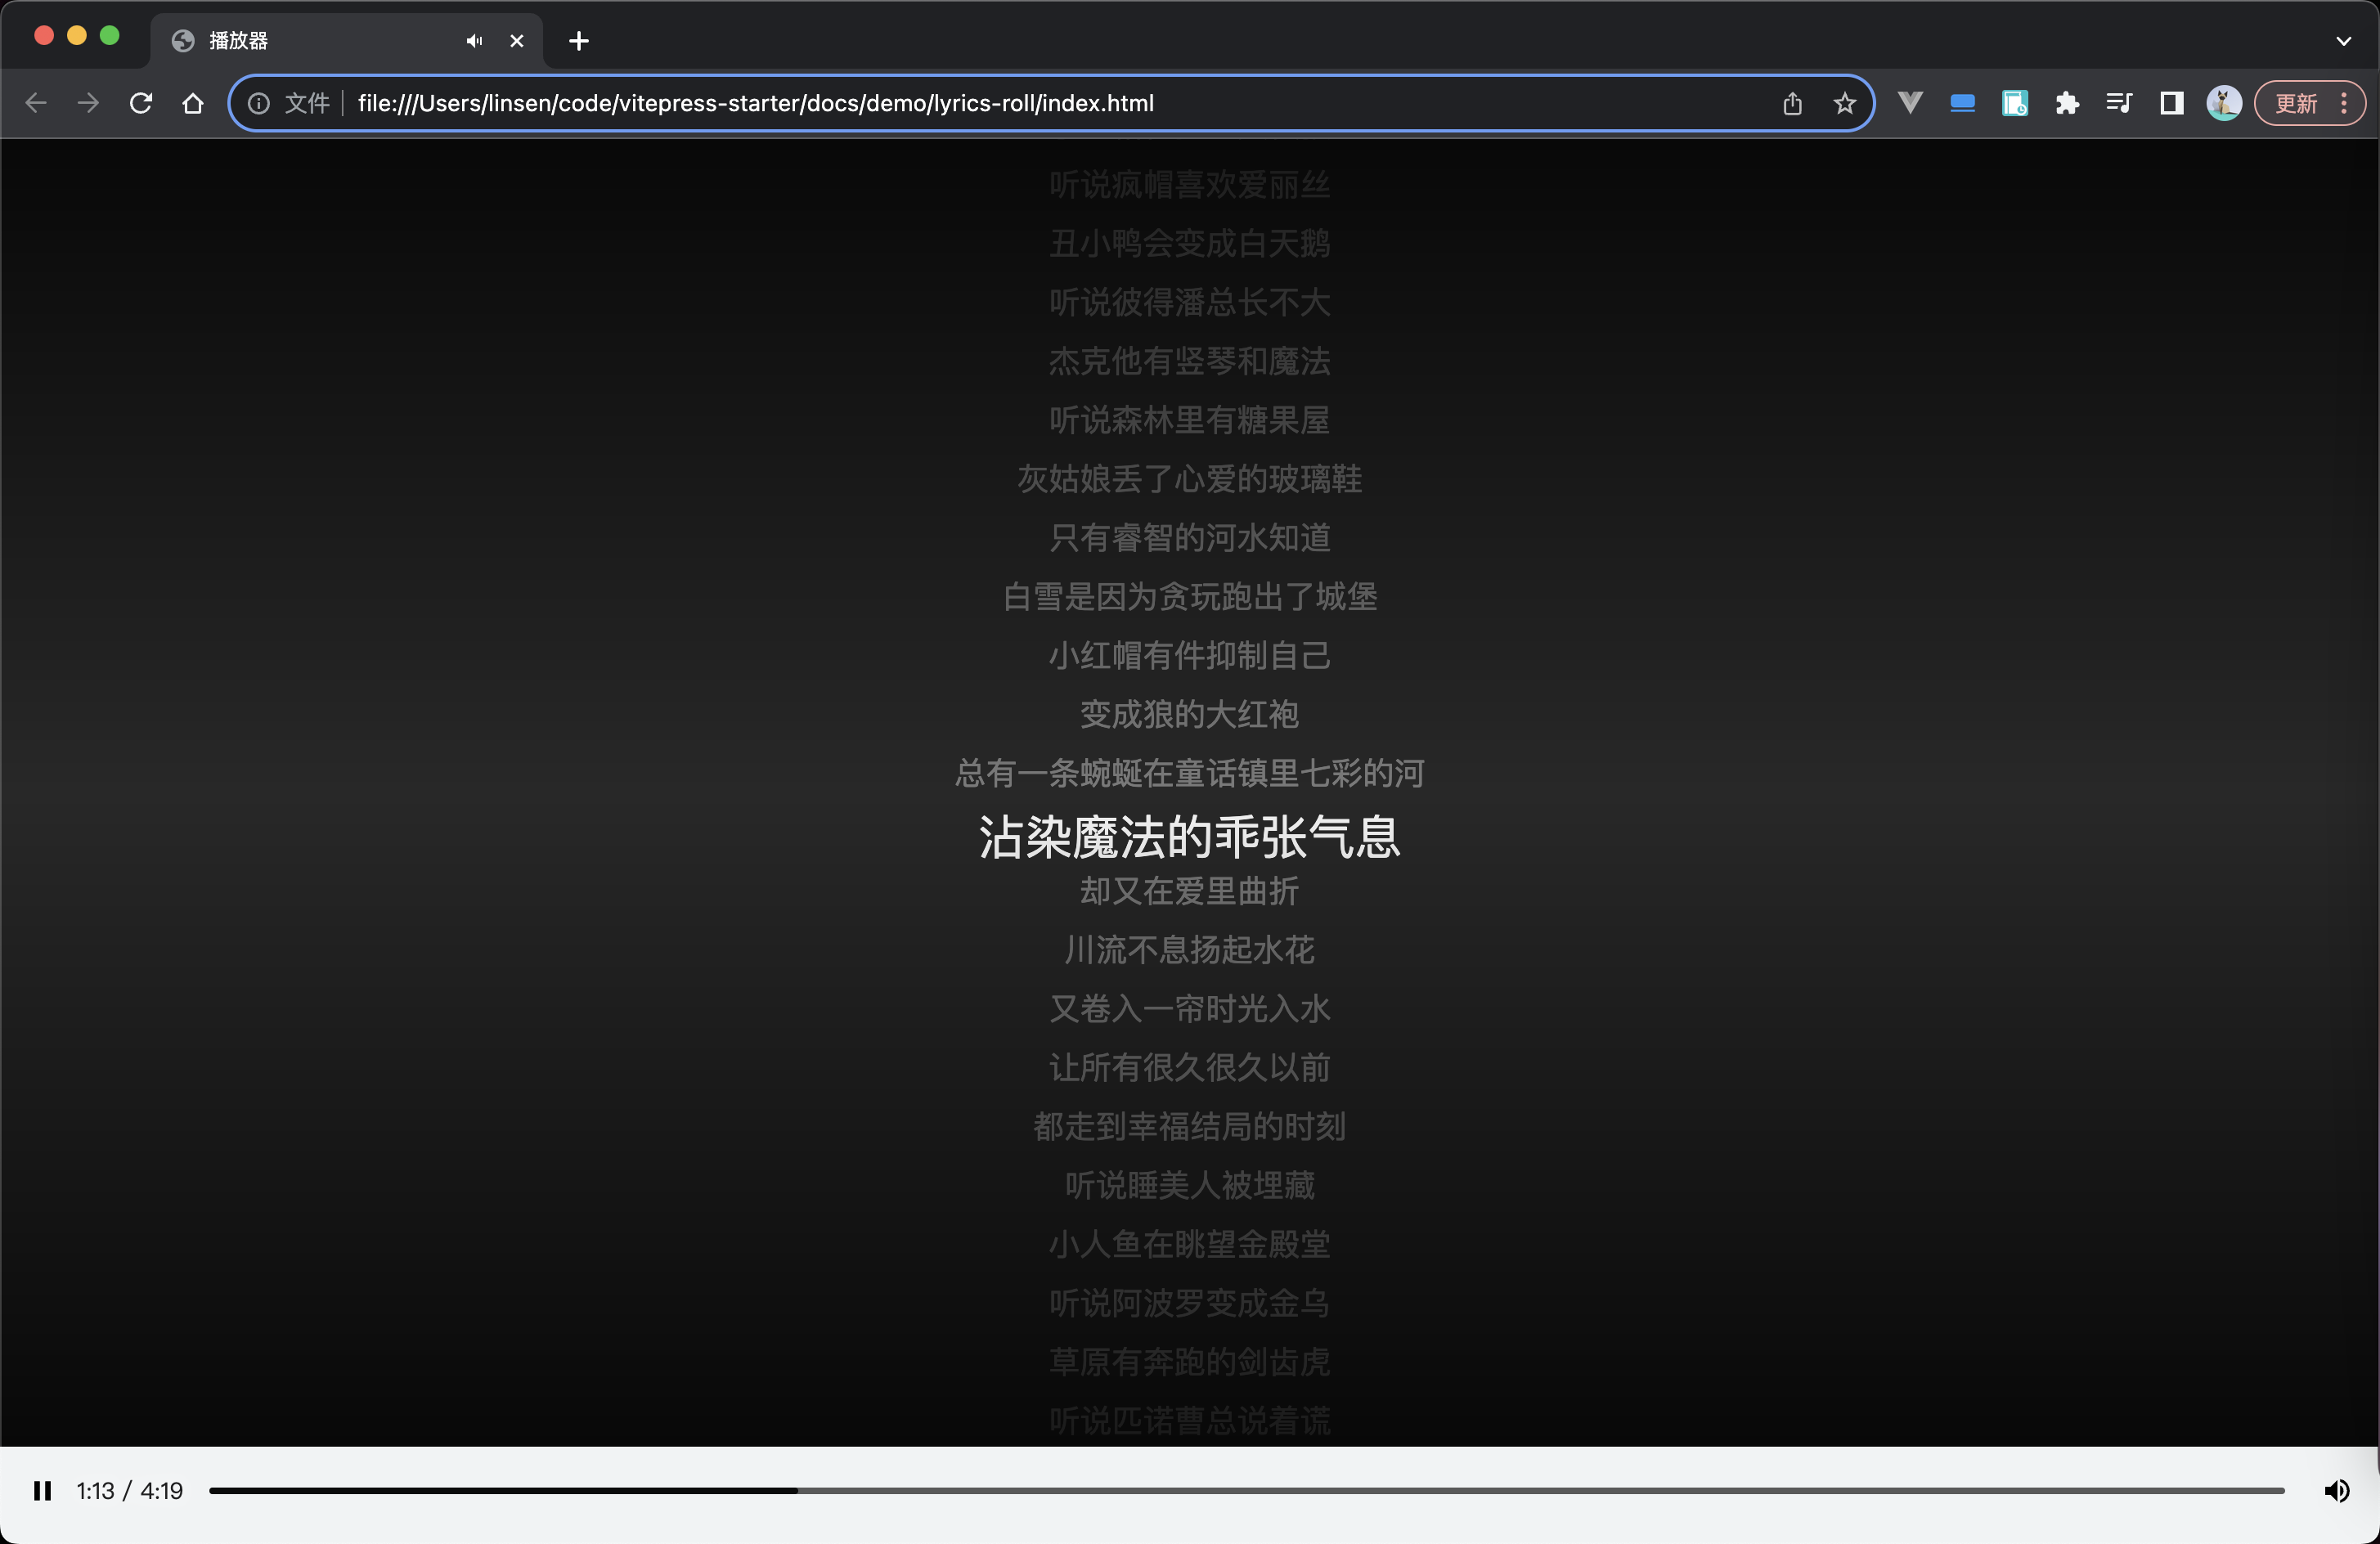 播放器
文件 file:///Users/linsen/code/vitepress-starter/docs/demo/lyrics-roll/index.html 更新
听说疯帽喜欢爱丽丝
丑小鸭会变成白天鹅
听说彼得潘总长不大
杰克他有竖琴和魔法
听说森林里有糖果屋
灰姑娘丢了心爱的玻璃鞋
只有睿智的河水知道
白雪是因为贪玩跑出了城堡
小红帽有件抑制自己
变成狼的大红袍
总有一条蜿蜒在童话镇里七彩的河
沾染魔法的乖张气息
却又在爱里曲折
川流不息扬起水花
又卷入一帘时光入水
让所有很久很久以前
都走到幸福结局的时刻
听说睡美人被埋藏
小人鱼在眺望金殿堂
听说阿波罗变成金乌
草原有奔跑的剑齿虎
听说匹诺曹总说着谎
1:13 / 4:19